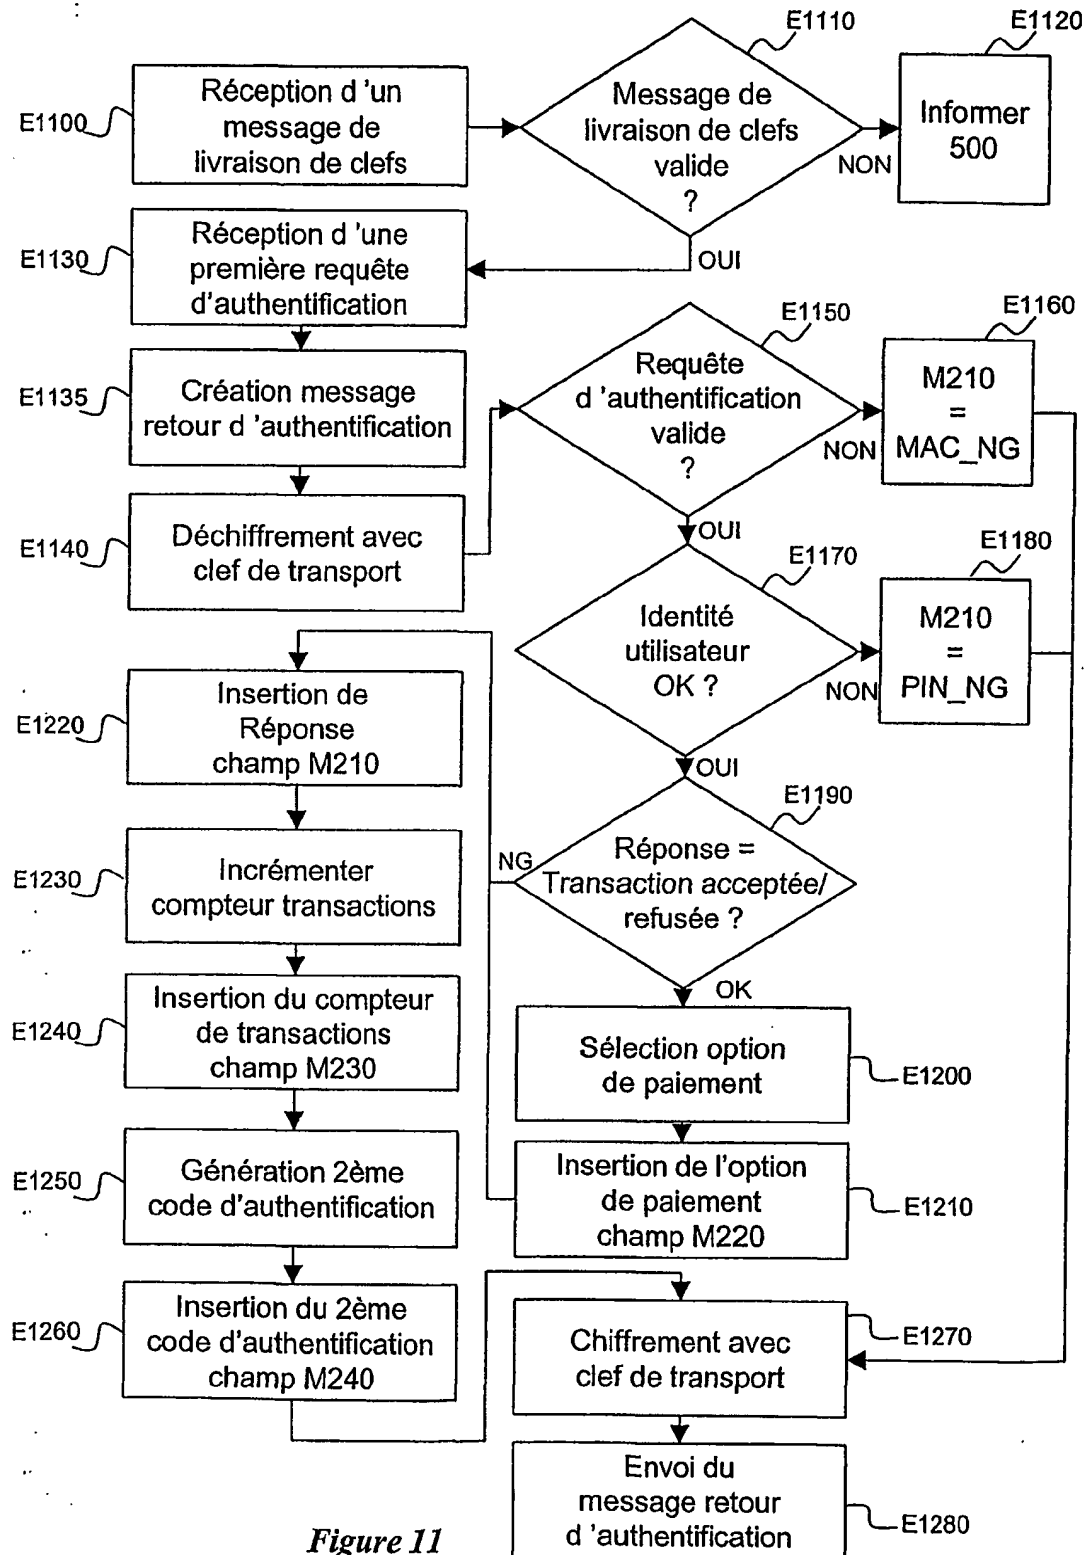 E1100
Réception d 'un
message de
livraison de clefs
E1110
Message de
livraison de clefs
valide
?
NON
OUI
E1120
Informer
500
E1130
Réception d 'une
première requête
d'authentification
E1135
Création message
retour d 'authentification
E1140
Déchiffrement avec
clef de transport
E1150
Requête
d 'authentification
valide
?
NON
OUI
E1160
M210
=
MAC_NG
E1170
Identité
utilisateur
OK ?
NON
OUI
E1180
M210
=
PIN_NG
E1190
Réponse =
Transaction acceptée/
refusée ?
NG
OK
Sélection option
de paiement
E1200
Insertion de l'option
de paiement
champ M220
E1210
E1220
Insertion de
Réponse
champ M210
E1230
Incrémenter
compteur transactions
E1240
Insertion du compteur
de transactions
champ M230
E1250
Génération 2ème
code d'authentification
E1260
Insertion du 2ème
code d'authentification
champ M240
Chiffrement avec
clef de transport
E1270
Envoi du
message retour
d 'authentification
E1280
Figure 11